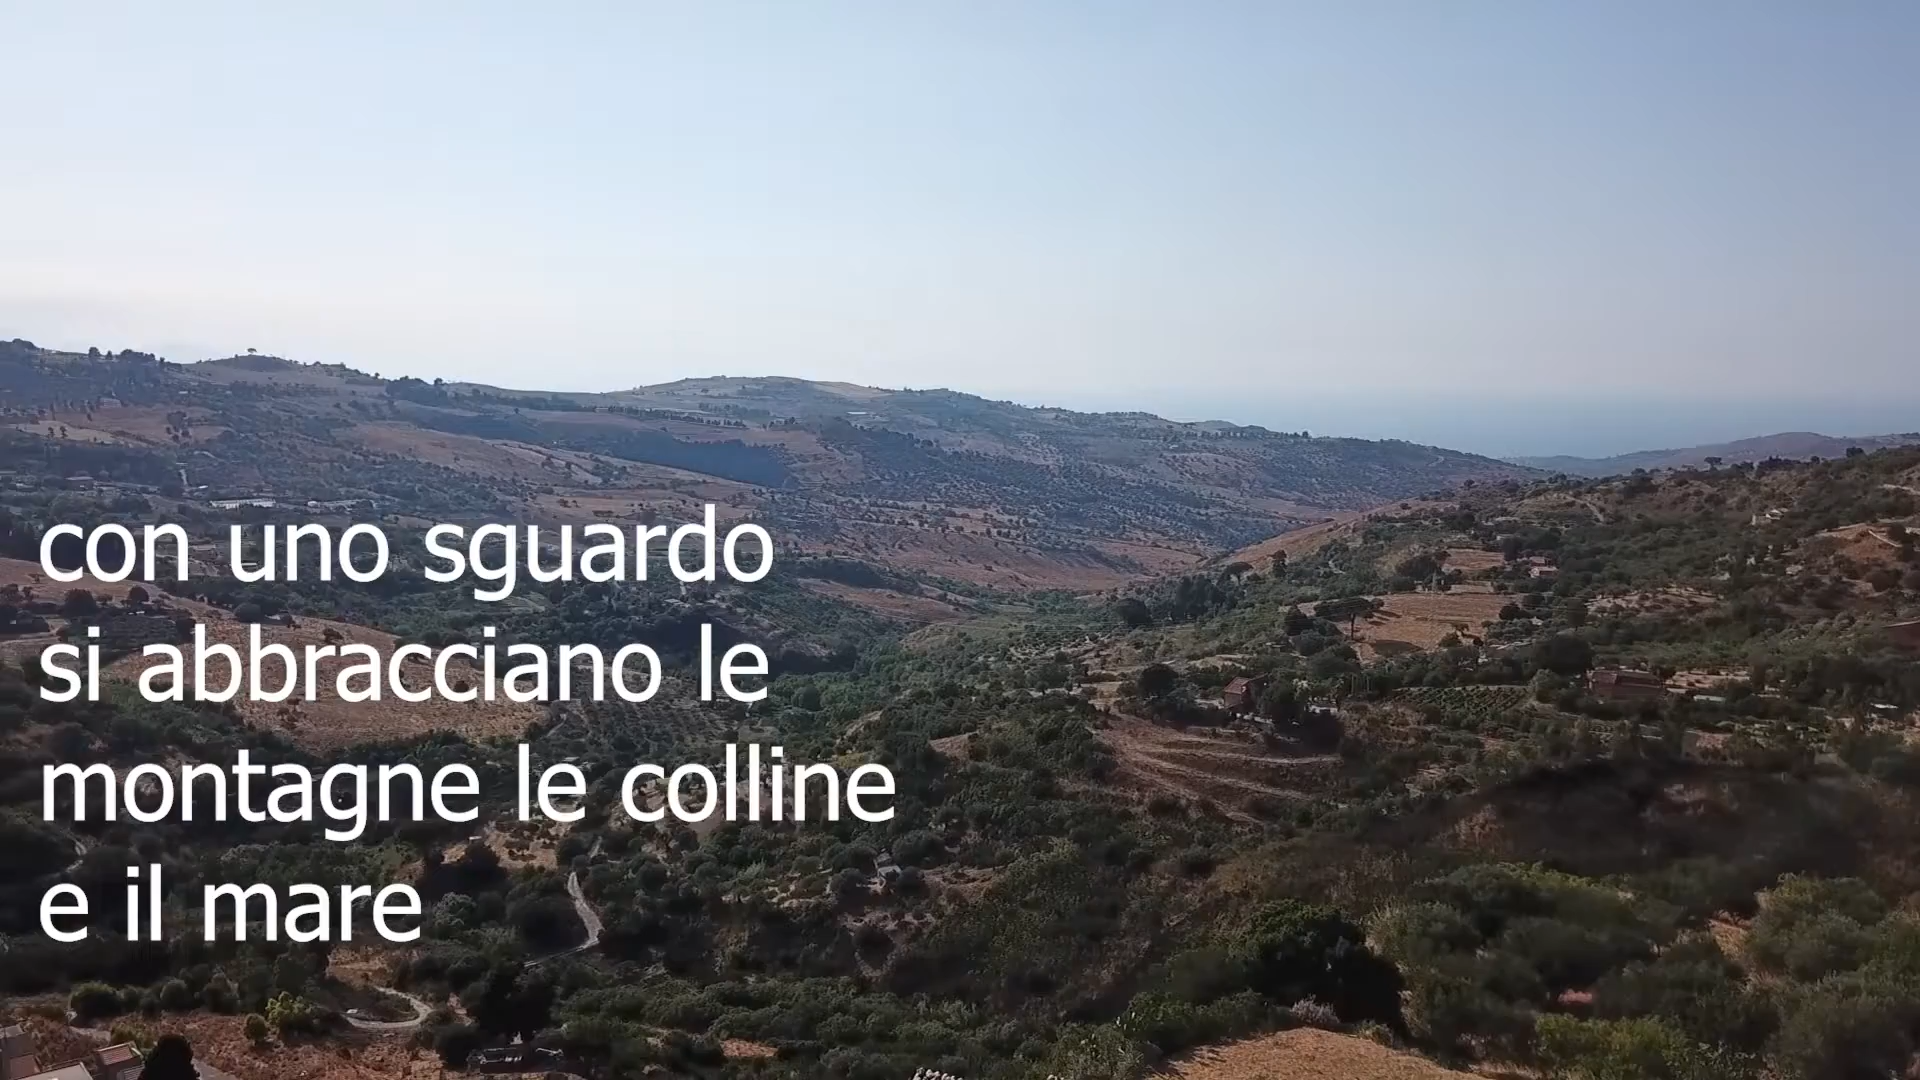 con uno sguardo
si abbracciano le
montagne le colline
e il mare